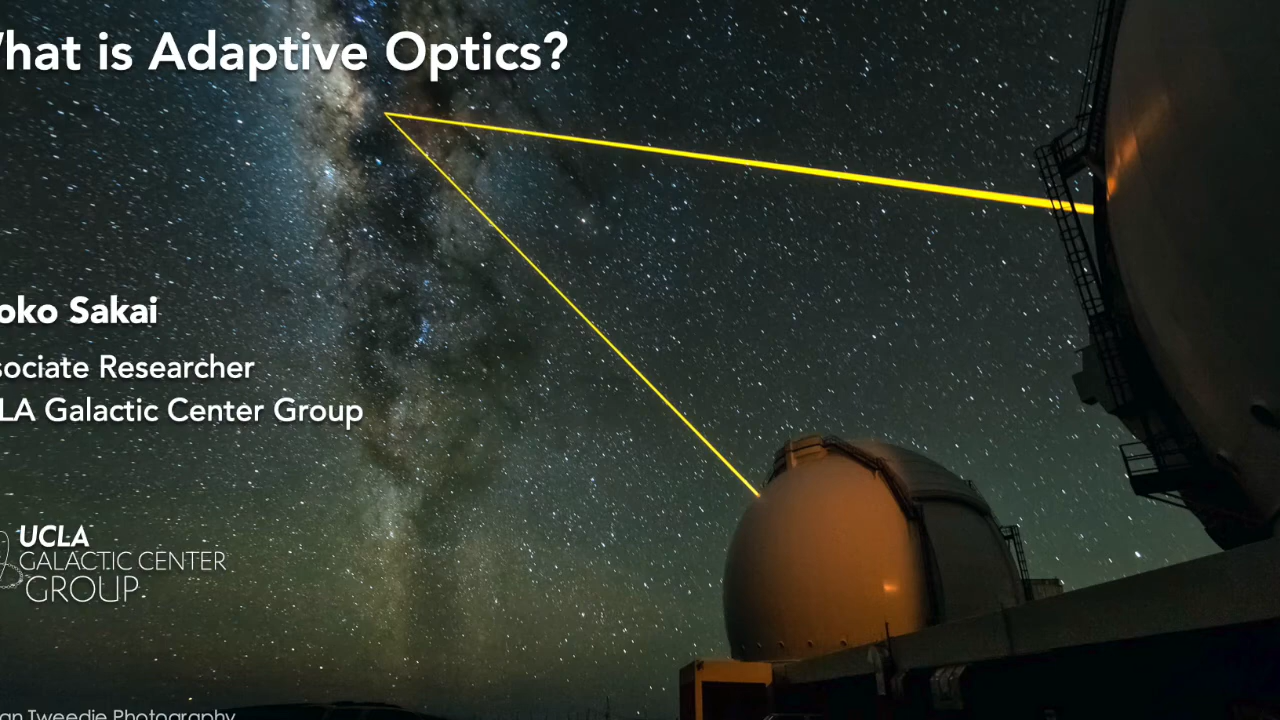 hat is Adaptive Optics?
oko Sakai
sociate Researcher
LA Galactic Center Group
UCLA
GALACTIC CENTER
GROUP
an Tweedie Photography